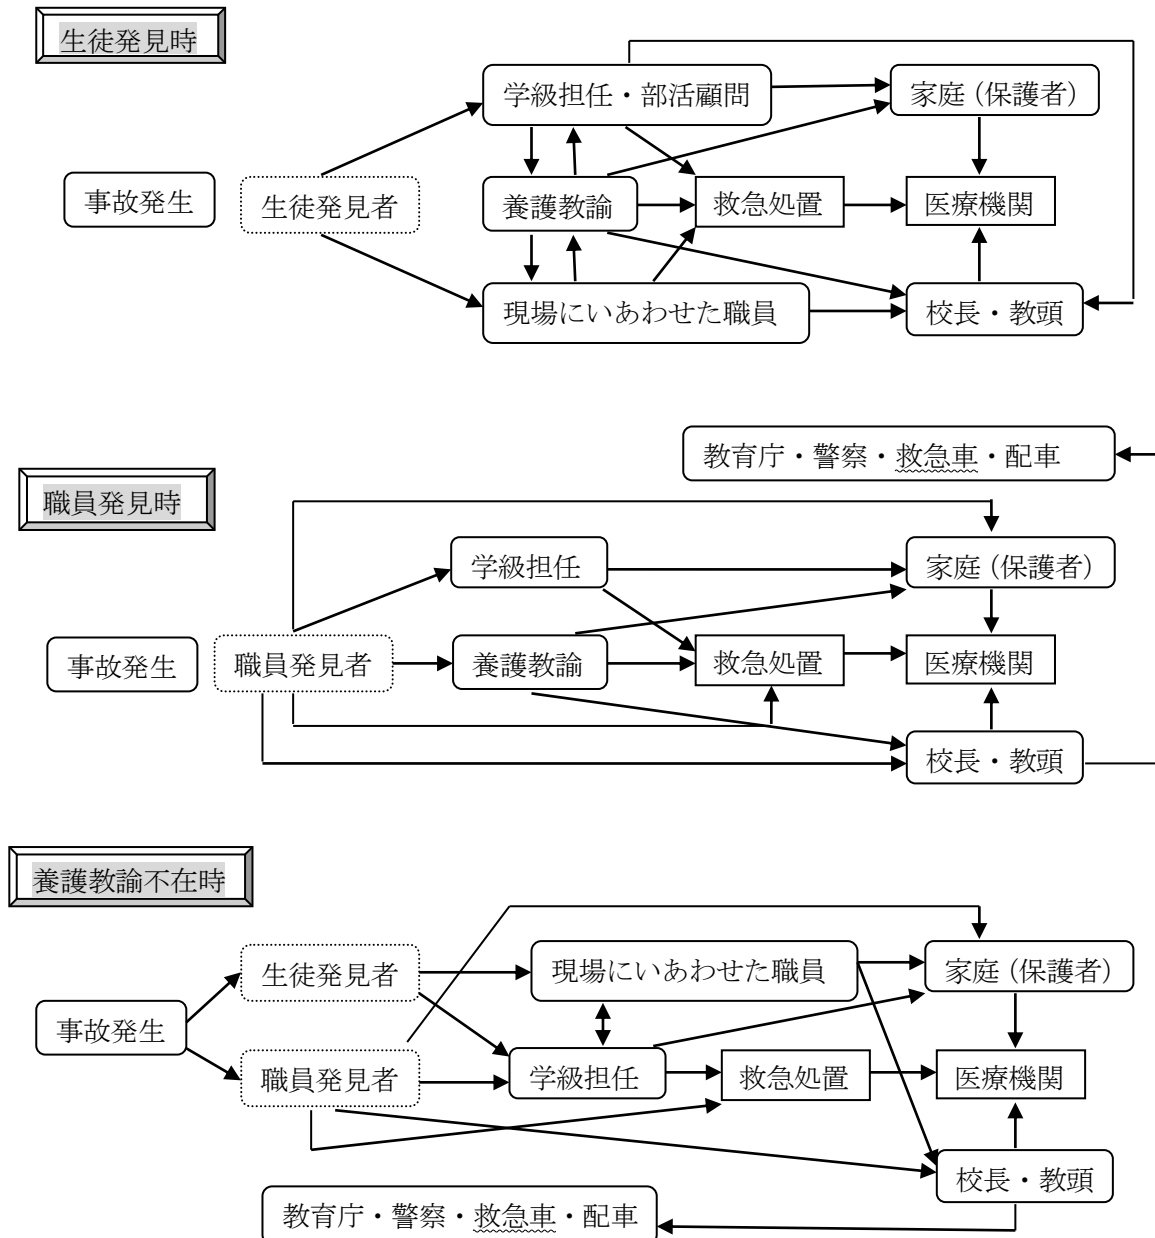 生徒発見時
学級担任・部活顧問
家庭（保護者）
事故発生
生徒発見者
養護教諭
救急処置
医療機関
現場にいあわせた職員
校長・教頭
教育庁・警察・救急車・配車
職員発見時
学級担任
家庭（保護者）
事故発生
職員発見者
養護教諭
救急処置
医療機関
校長・教頭
養護教諭不在時
生徒発見者
現場にいあわせた職員
家庭（保護者）
事故発生
職員発見者
学級担任
救急処置
医療機関
校長・教頭
教育庁・警察・救急車・配車